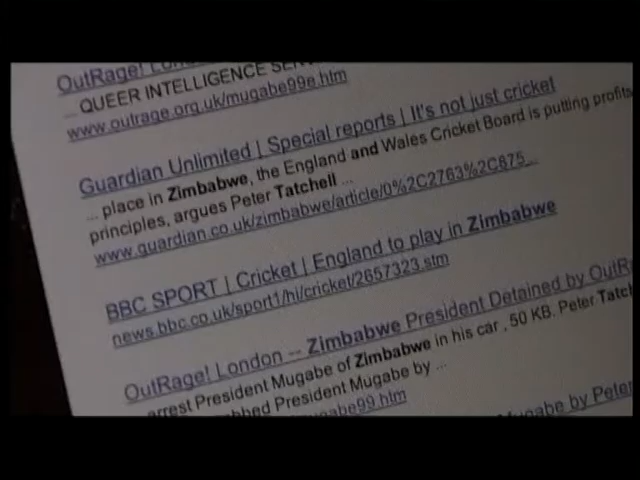 OutRage! London
... QUEER INTELLIGENCE
www.outrage.org.uk/mugabe99e.htm
Guardian Unlimited | Special reports | It's not just cricket
... place in Zimbabwe, the England and Wales Cricket Board is putting profits
principles, argues Peter Tatchell ...
www.guardian.co.uk/zimbabwe/article/0%2C2763%2C875...
BBC SPORT | Cricket | England to play in Zimbabwe
news.bbc.co.uk/sport1/hi/cricket/2657323.stm
OutRage! London -- Zimbabwe President Detained by OutRa
arrest President Mugabe of Zimbabwe in his car , 50 KB. Peter Tatch
President Mugabe by ...
mugabe99.htm
Mugabe by Peter